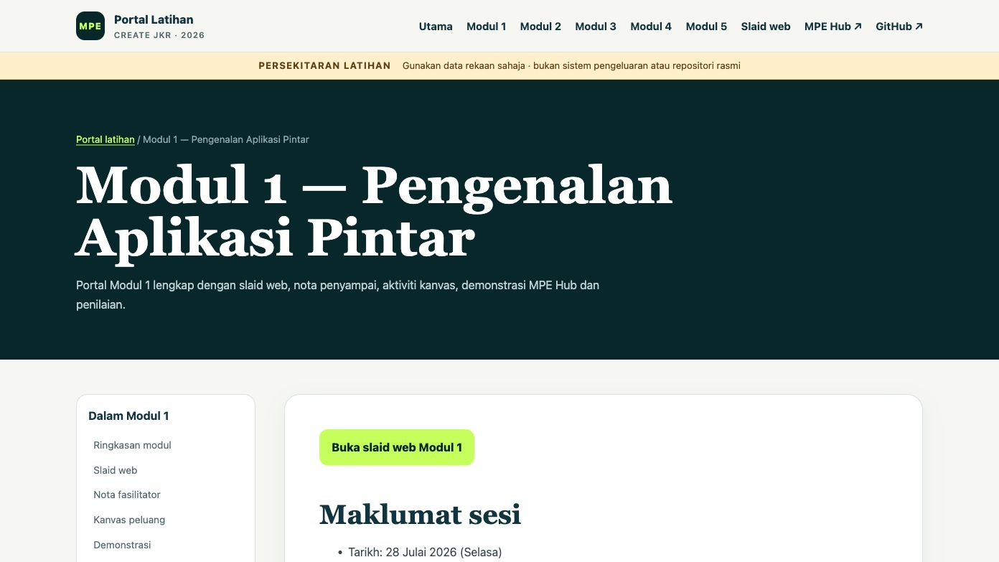 MPE
Portal Latihan
CREATE JKR · 2026
Utama Modul 1 Modul 2 Modul 3 Modul 4 Modul 5 Slaid web MPE Hub ↗ GitHub ↗
PERSEKITARAN LATIHAN Gunakan data rekaan sahaja · bukan sistem pengeluaran atau repositori rasmi
Portal latihan / Modul 1 — Pengenalan Aplikasi Pintar
Modul 1 — Pengenalan
Aplikasi Pintar
Portal Modul 1 lengkap dengan slaid web, nota penyampai, aktiviti kanvas, demonstrasi MPE Hub dan
penilaian.
Dalam Modul 1
Ringkasan modul
Slaid web
Nota fasilitator
Kanvas peluang
Demonstrasi
Buka slaid web Modul 1
Maklumat sesi
• Tarikh: 28 Julai 2026 (Selasa)